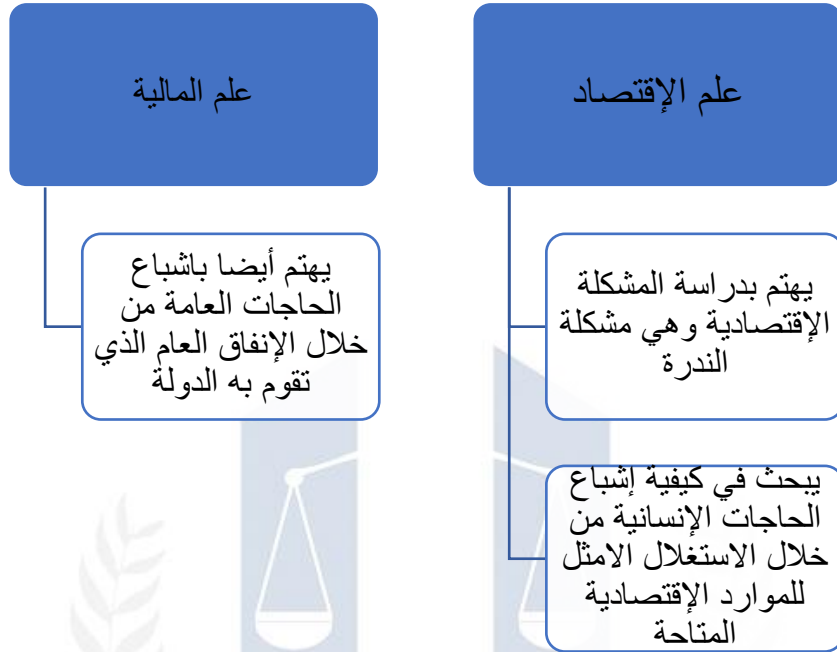 علم الإقتصاد
يهتم بدراسة المشكلة
الإقتصادية وهي مشكلة
الندرة
يبحث في كيفية إشباع
الحاجات الإنسانية من
خلال الاستغلال الامثل
للموارد الإقتصادية
المتاحة
علم المالية
يهتم أيضا باشباع
الحاجات العامة من
خلال الإنفاق العام الذي
تقوم به الدولة